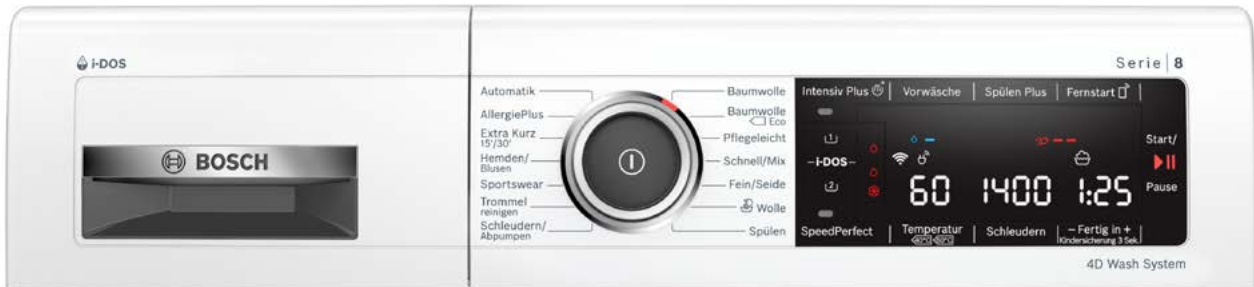 i-DOS
BOSCH
Serie 8
Automatik
AllergiePlus
Extra Kurz
15'/30'
Hemden/
Blusen
Sportswear
Trommel
reinigen
Schleudern/
Abpumpen
Baumwolle
Baumwolle
Eco
Pflegeleicht
Schnell/Mix
Fein/Seide
Wolle
Spülen
Intensiv Plus
Vorwäsche
Spülen Plus
Fernstart
1
-i-DOS-
2
60
1400
1:25
Start/
Pause
SpeedPerfect
Temperatur
40°C 60°C
Schleudern
- Fertig in +
Kindersicherung 3 Sek.
4D Wash System